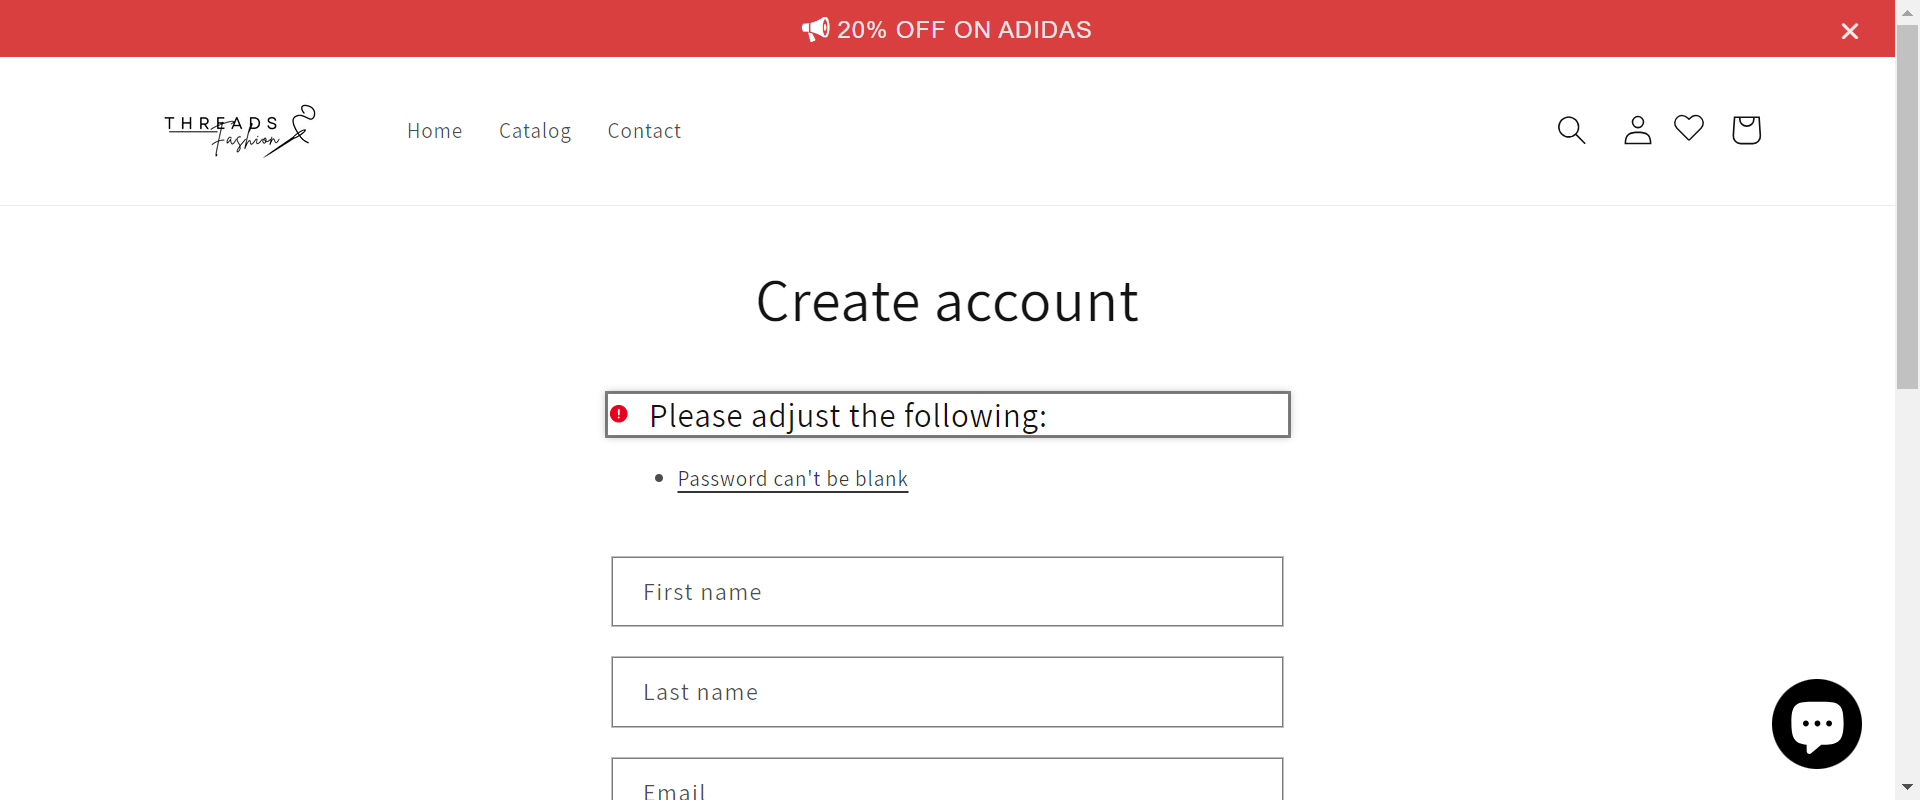 20% OFF ON ADIDAS
THREADS
Fashion
Home
Catalog
Contact
Create account
Please adjust the following:
Password can't be blank
First name
Last name
Email